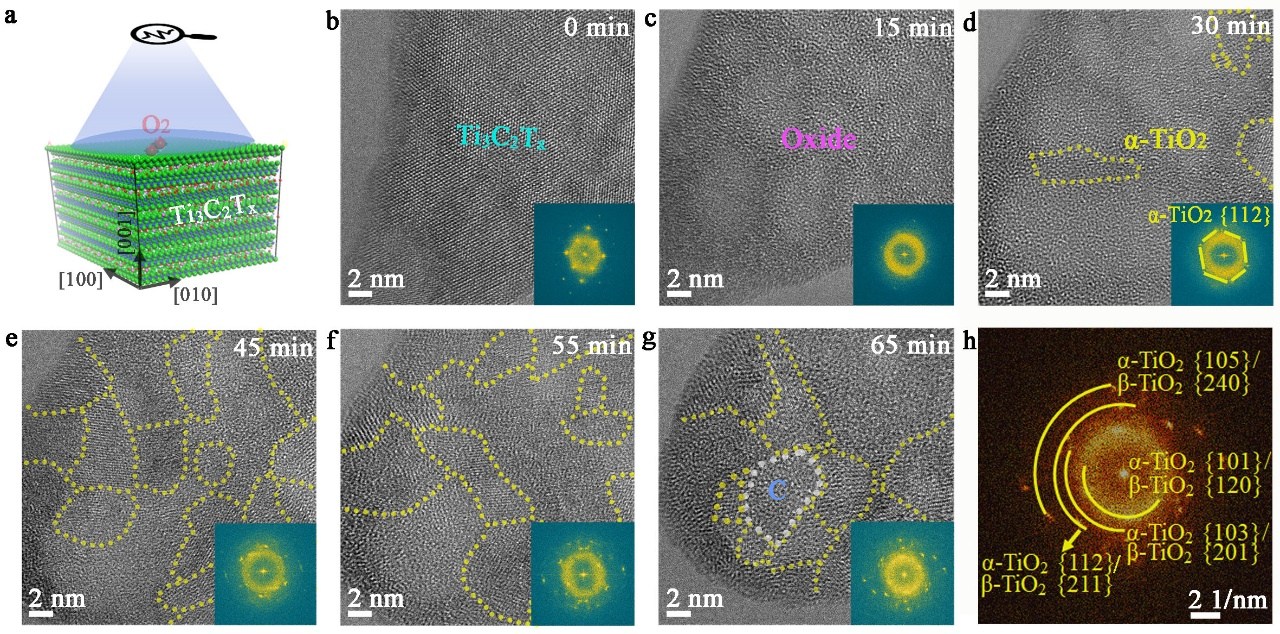 a
O2
Ti3C2Tx
[001]
[100]
[010]
b
0 min
Ti3C2Tx
2 nm
c
15 min
Oxide
2 nm
d
30 min
α-TiO2
α-TiO2 {112}
2 nm
e
45 min
2 nm
f
55 min
2 nm
g
65 min
C
2 nm
h
α-TiO2 {105}/
β-TiO2 {240}
α-TiO2 {101}/
β-TiO2 {120}
α-TiO2 {103}/
β-TiO2 {201}
α-TiO2 {112}/
β-TiO2 {211}
2 1/nm